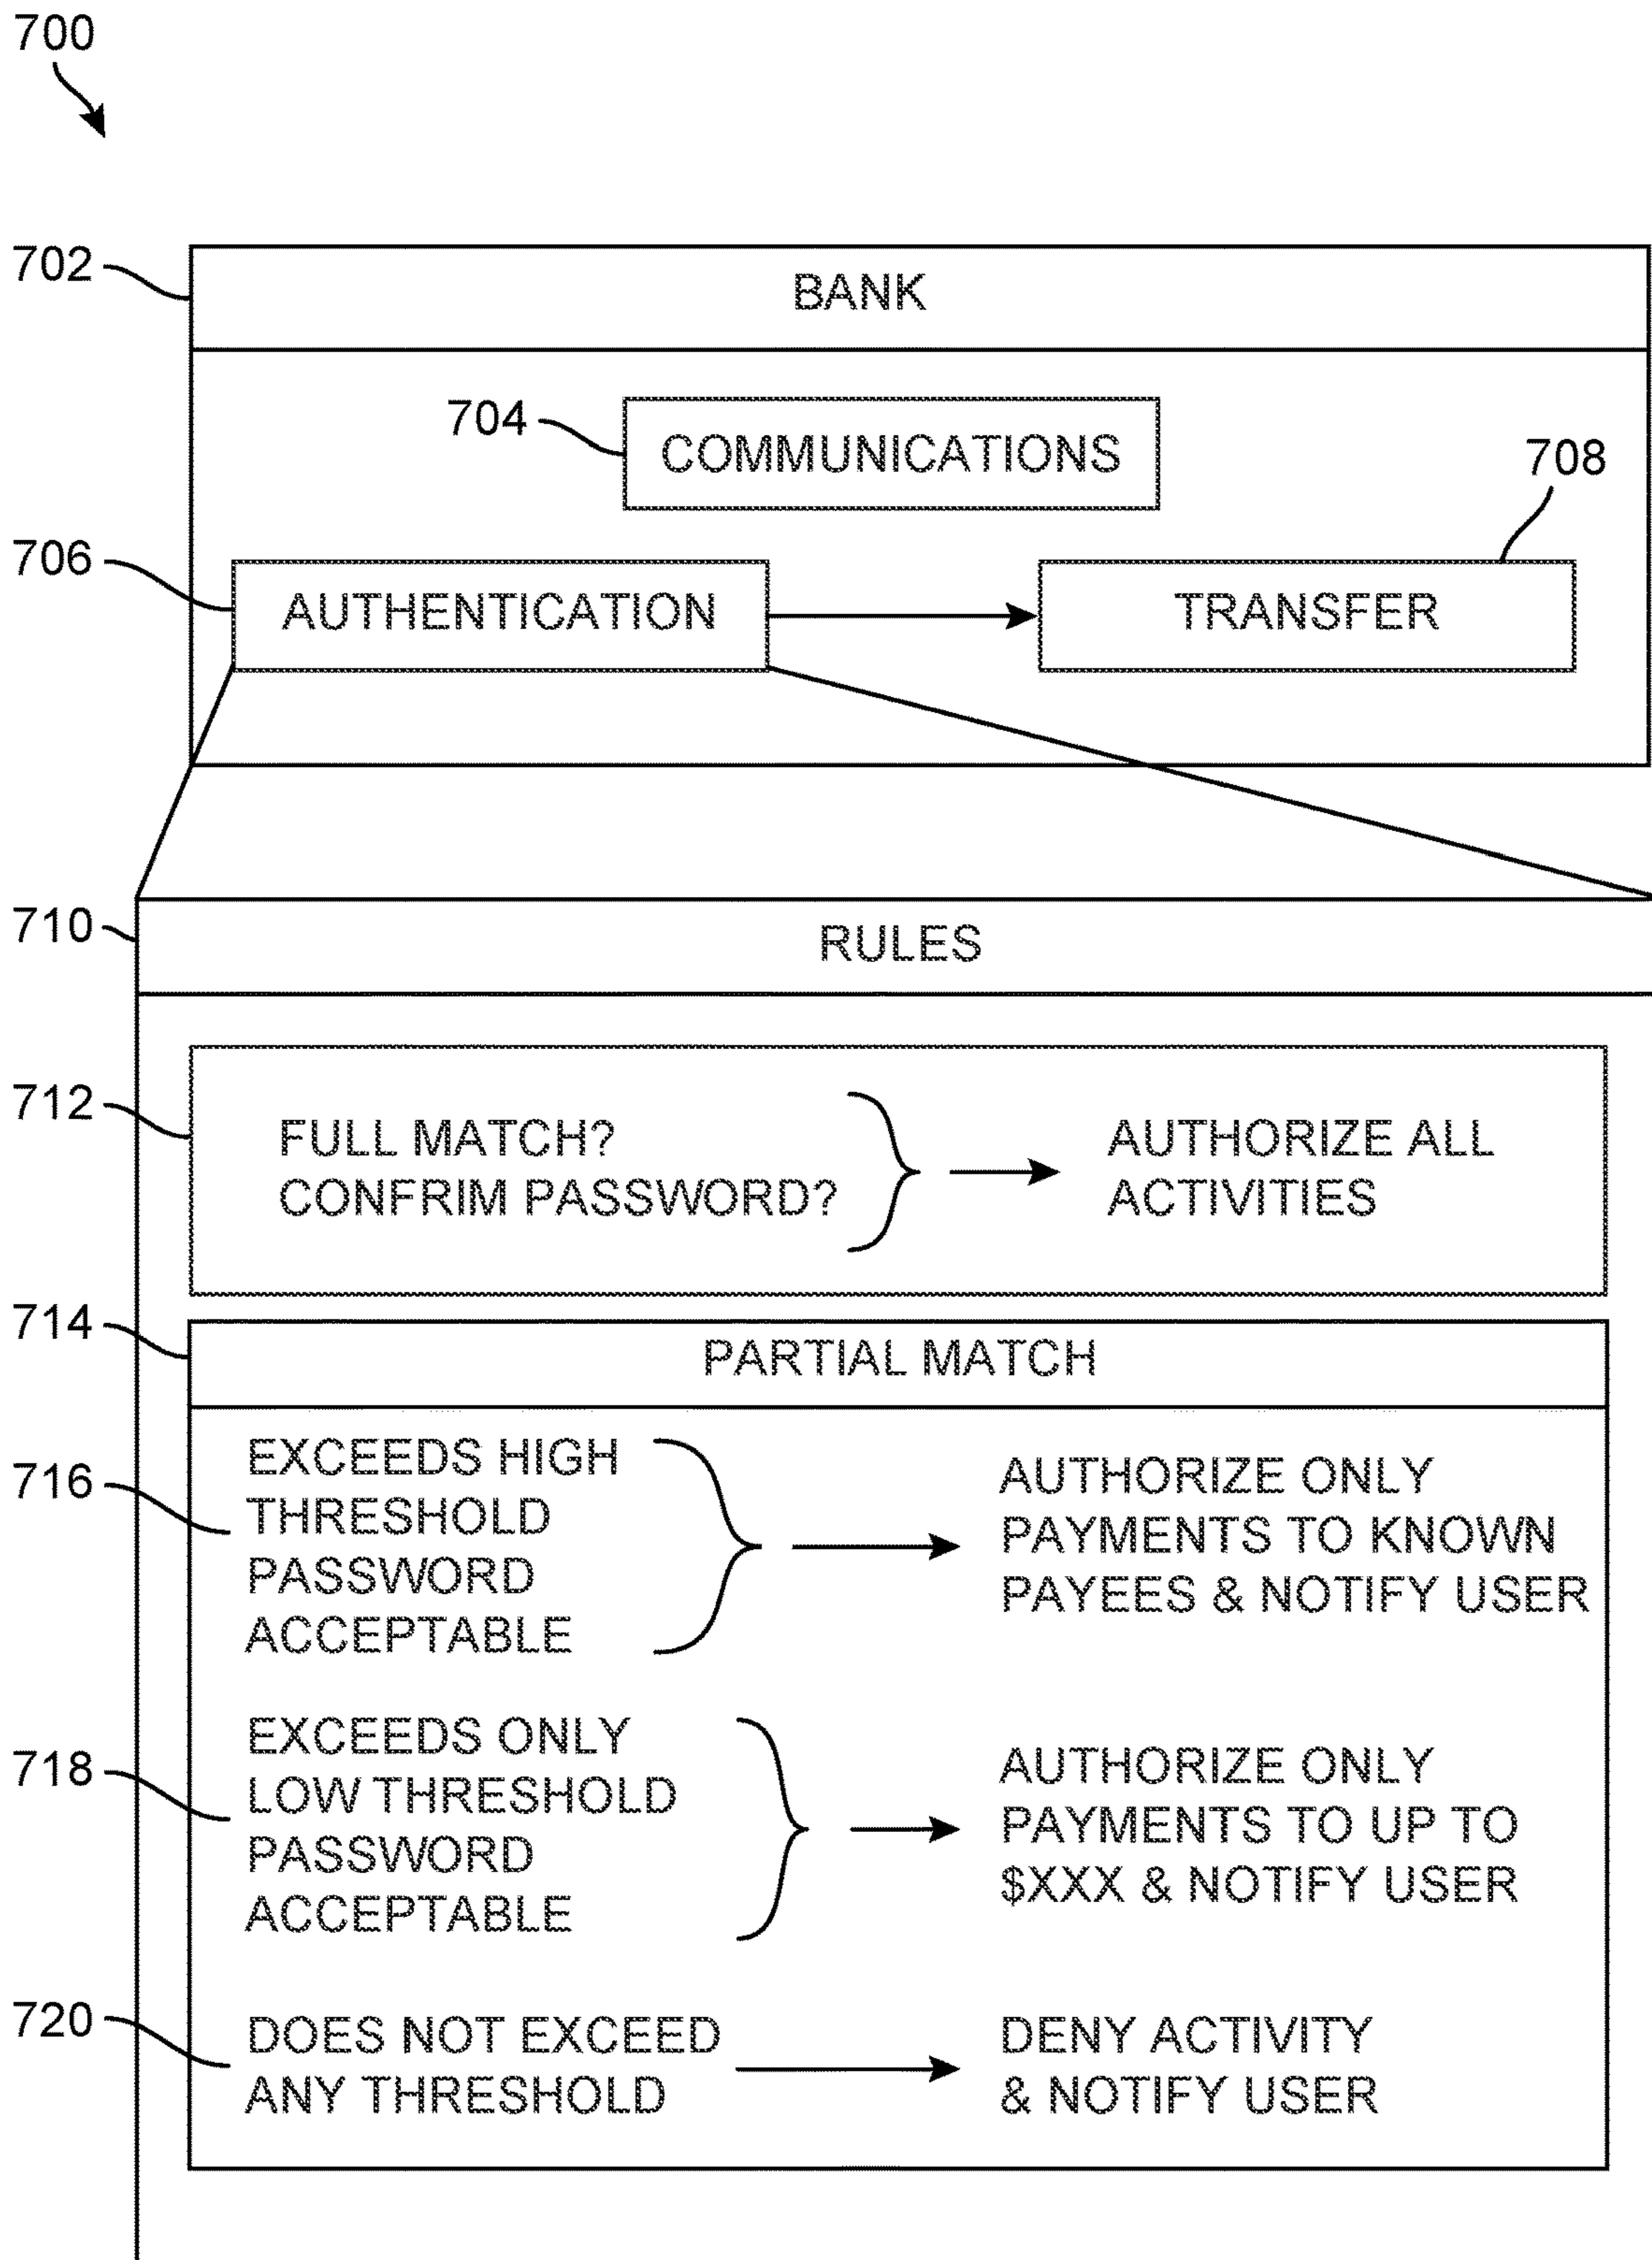 700
702
BANK
704
COMMUNICATIONS
708
706
AUTHENTICATION
TRANSFER
710
RULES
712
FULL MATCH?
CONFRIM PASSWORD?
AUTHORIZE ALL
ACTIVITIES
714
PARTIAL MATCH
716
EXCEEDS HIGH
THRESHOLD
PASSWORD
ACCEPTABLE
AUTHORIZE ONLY
PAYMENTS TO KNOWN
PAYEES & NOTIFY USER
718
EXCEEDS ONLY
LOW THRESHOLD
PASSWORD
ACCEPTABLE
AUTHORIZE ONLY
PAYMENTS TO UP TO
$XXX & NOTIFY USER
720
DOES NOT EXCEED
ANY THRESHOLD
DENY ACTIVITY
& NOTIFY USER